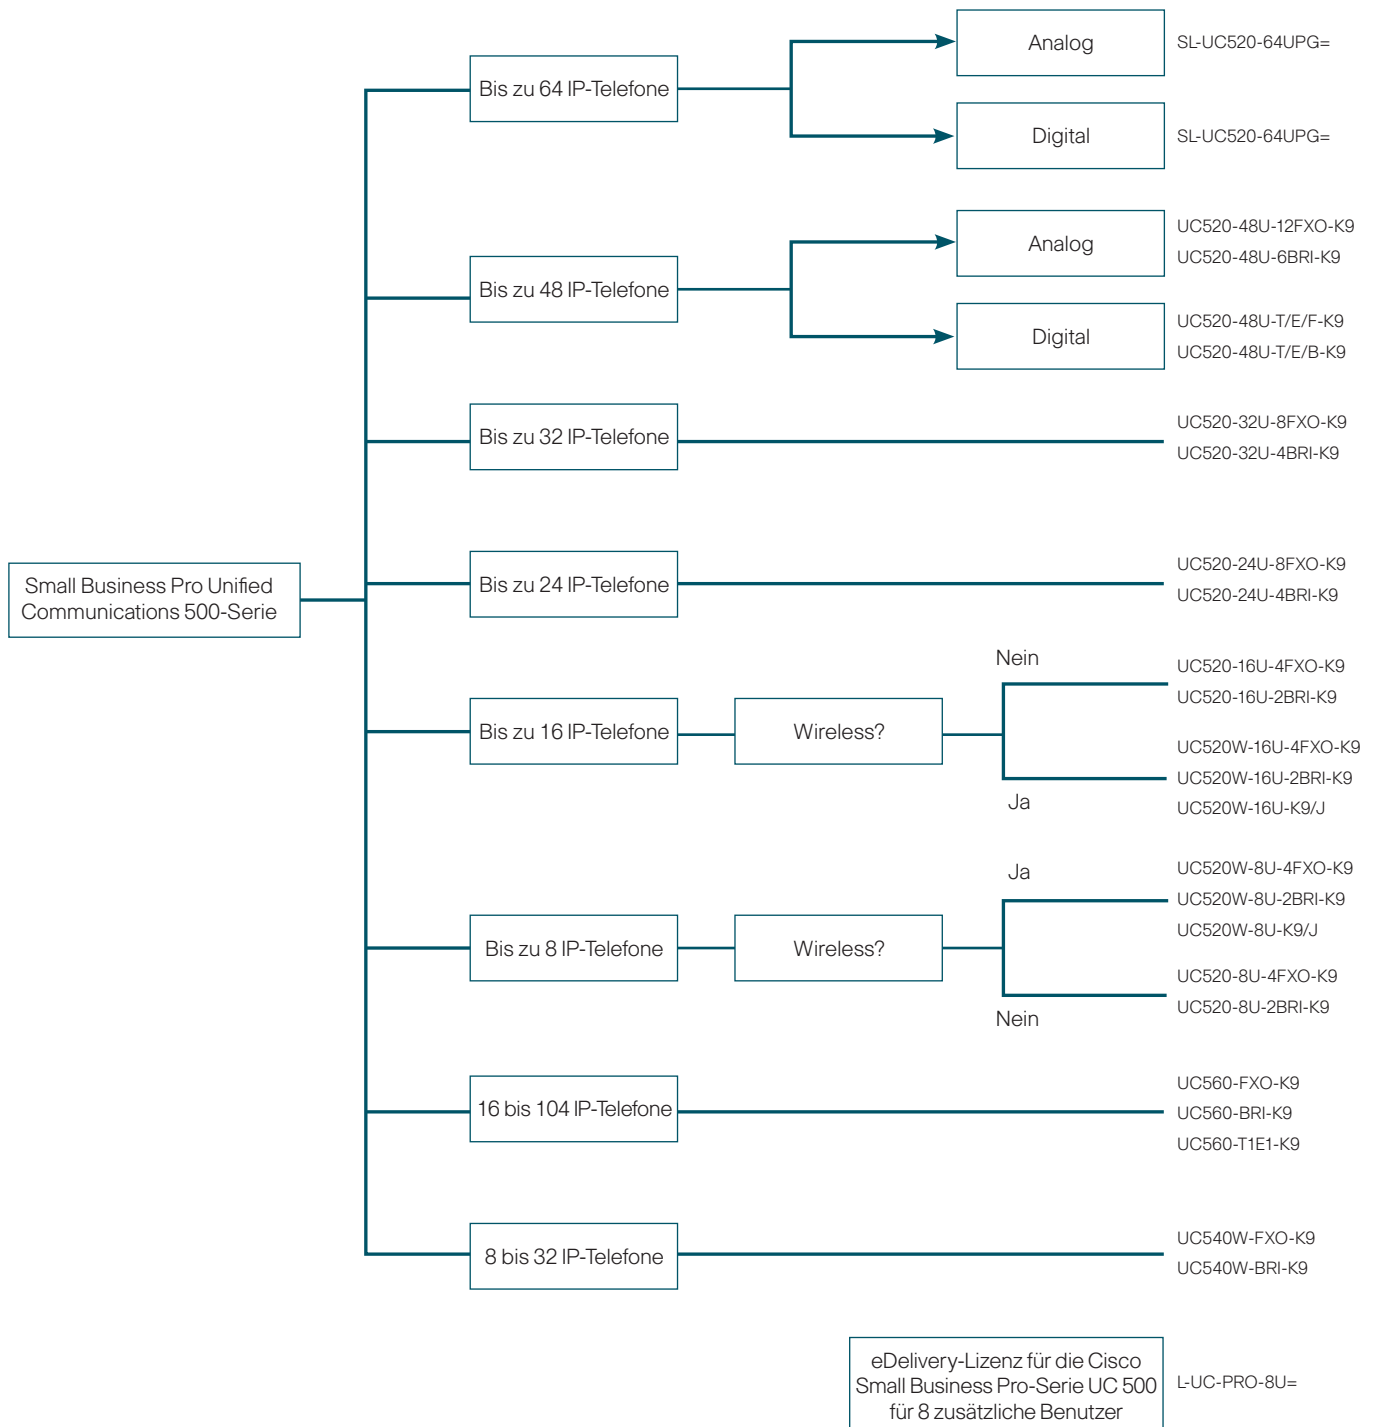 Analog
SL-UC520-64UPG=
Bis zu 64 IP-Telefone
Digital
SL-UC520-64UPG=
Analog
UC520-48U-12FXO-K9
UC520-48U-6BRI-K9
Bis zu 48 IP-Telefone
Digital
UC520-48U-T/E/F-K9
UC520-48U-T/E/B-K9
Bis zu 32 IP-Telefone
UC520-32U-8FXO-K9
UC520-32U-4BRI-K9
Small Business Pro Unified
Communications 500-Serie
Bis zu 24 IP-Telefone
UC520-24U-8FXO-K9
UC520-24U-4BRI-K9
Bis zu 16 IP-Telefone
Wireless?
Nein
UC520-16U-4FXO-K9
UC520-16U-2BRI-K9
Ja
UC520W-16U-4FXO-K9
UC520W-16U-2BRI-K9
UC520W-16U-K9/J
Bis zu 8 IP-Telefone
Wireless?
Ja
UC520W-8U-4FXO-K9
UC520W-8U-2BRI-K9
UC520W-8U-K9/J
Nein
UC520-8U-4FXO-K9
UC520-8U-2BRI-K9
16 bis 104 IP-Telefone
UC560-FXO-K9
UC560-BRI-K9
UC560-T1E1-K9
8 bis 32 IP-Telefone
UC540W-FXO-K9
UC540W-BRI-K9
eDelivery-Lizenz für die Cisco
Small Business Pro-Serie UC 500
für 8 zusätzliche Benutzer
L-UC-PRO-8U=